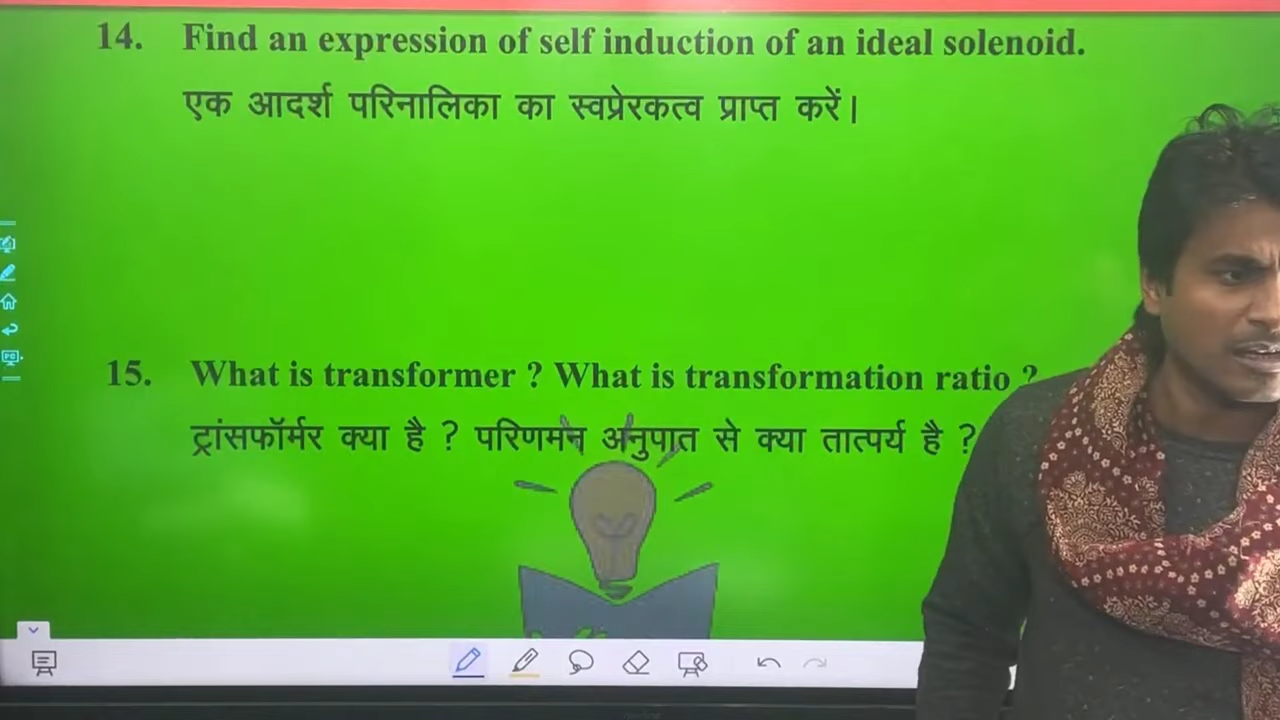 14. Find an expression of self induction of an ideal solenoid.
एक आदर्श परिनालिका का स्वप्रेरकत्व प्राप्त करें।
15. What is transformer ? What is transformation ratio ?
ट्रांसफॉर्मर क्या है ? परिणमन अनुपात से क्या तात्पर्य है ?